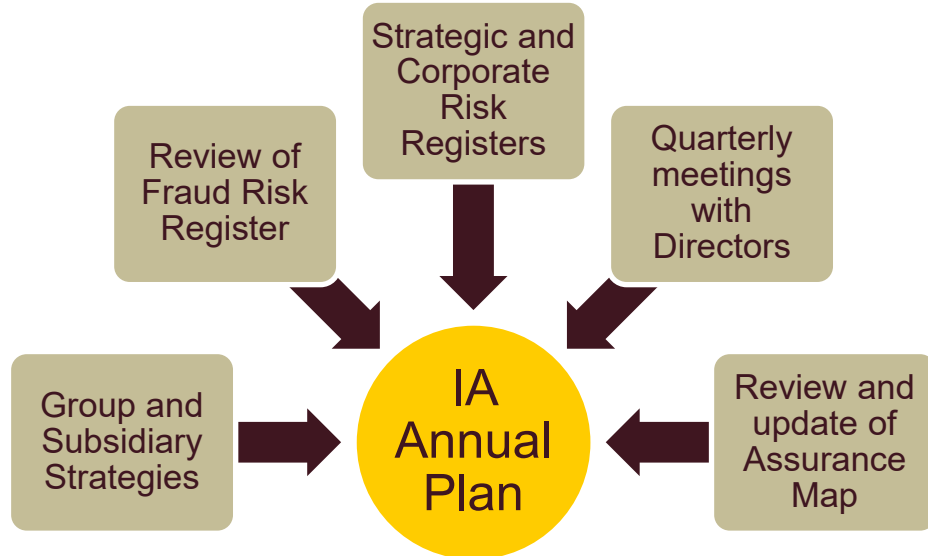 Strategic and
Corporate
Risk
Registers
Review of
Fraud Risk
Register
Quarterly
meetings
with
Directors
Group and
Subsidiary
Strategies
IA
Annual
Plan
Review and
update of
Assurance
Map